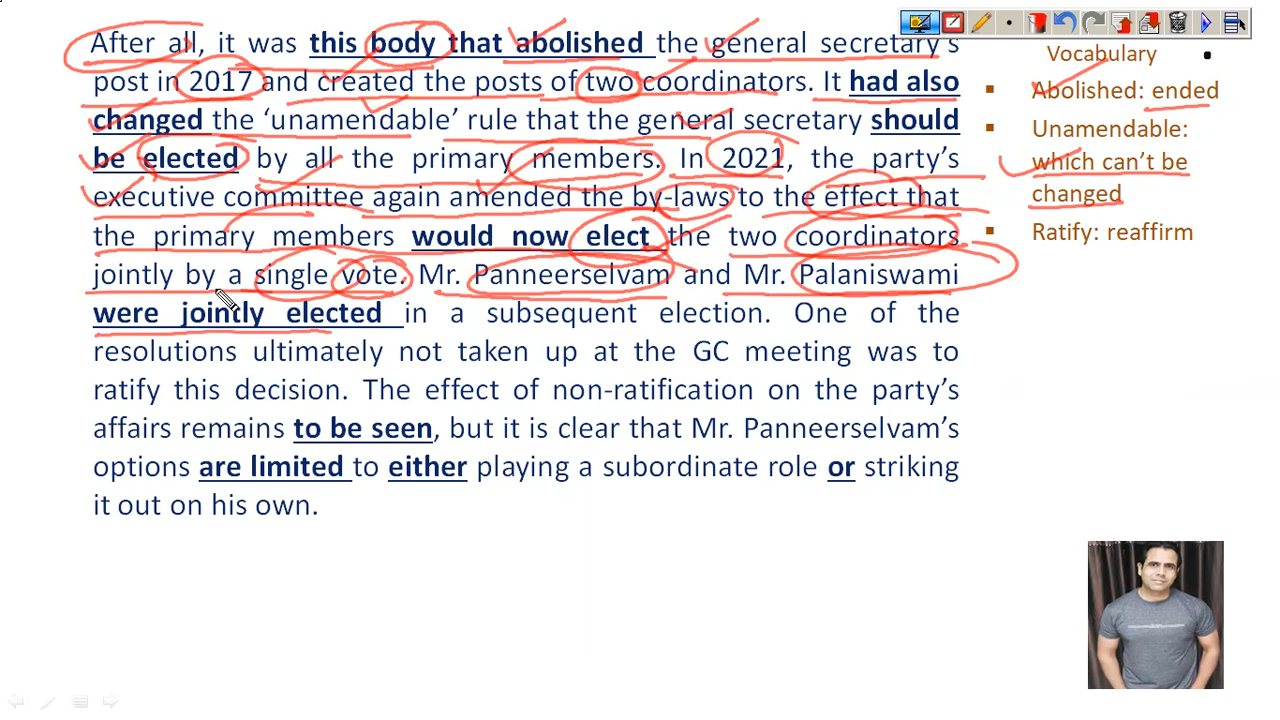 After all, it was this body that abolished the general secretary's
post in 2017 and created the posts of two coordinators. It had also
changed the ‘unamendable’ rule that the general secretary should
be elected by all the primary members. In 2021, the party’s
executive committee again amended the by-laws to the effect that
the primary members would now elect the two coordinators
jointly by a single vote. Mr. Panneerselvam and Mr. Palaniswami
were jointly elected in a subsequent election. One of the
resolutions ultimately not taken up at the GC meeting was to
ratify this decision. The effect of non-ratification on the party’s
affairs remains to be seen, but it is clear that Mr. Panneerselvam’s
options are limited to either playing a subordinate role or striking
it out on his own.
Vocabulary
Abolished: ended
Unamendable:
which can’t be
changed
Ratify: reaffirm